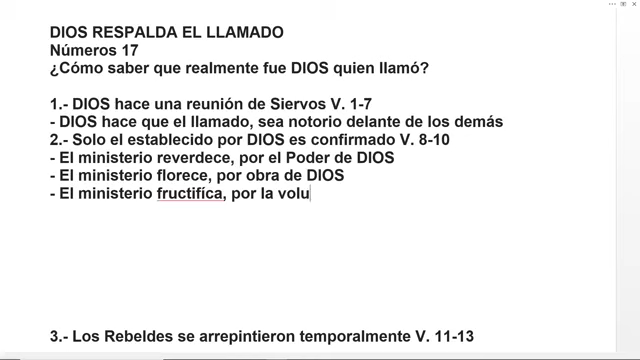 DIOS RESPALDA EL LLAMADO
Números 17
¿Cómo saber que realmente fue DIOS quien llamó?
1.- DIOS hace una reunión de Siervos V. 1-7
- DIOS hace que el llamado, sea notorio delante de los demás
2.- Solo el establecido por DIOS es confirmado V. 8-10
- El ministerio reverdece, por el Poder de DIOS
- El ministerio florece, por obra de DIOS
- El ministerio fructifíca, por la volu
3.- Los Rebeldes se arrepintieron temporalmente V. 11-13